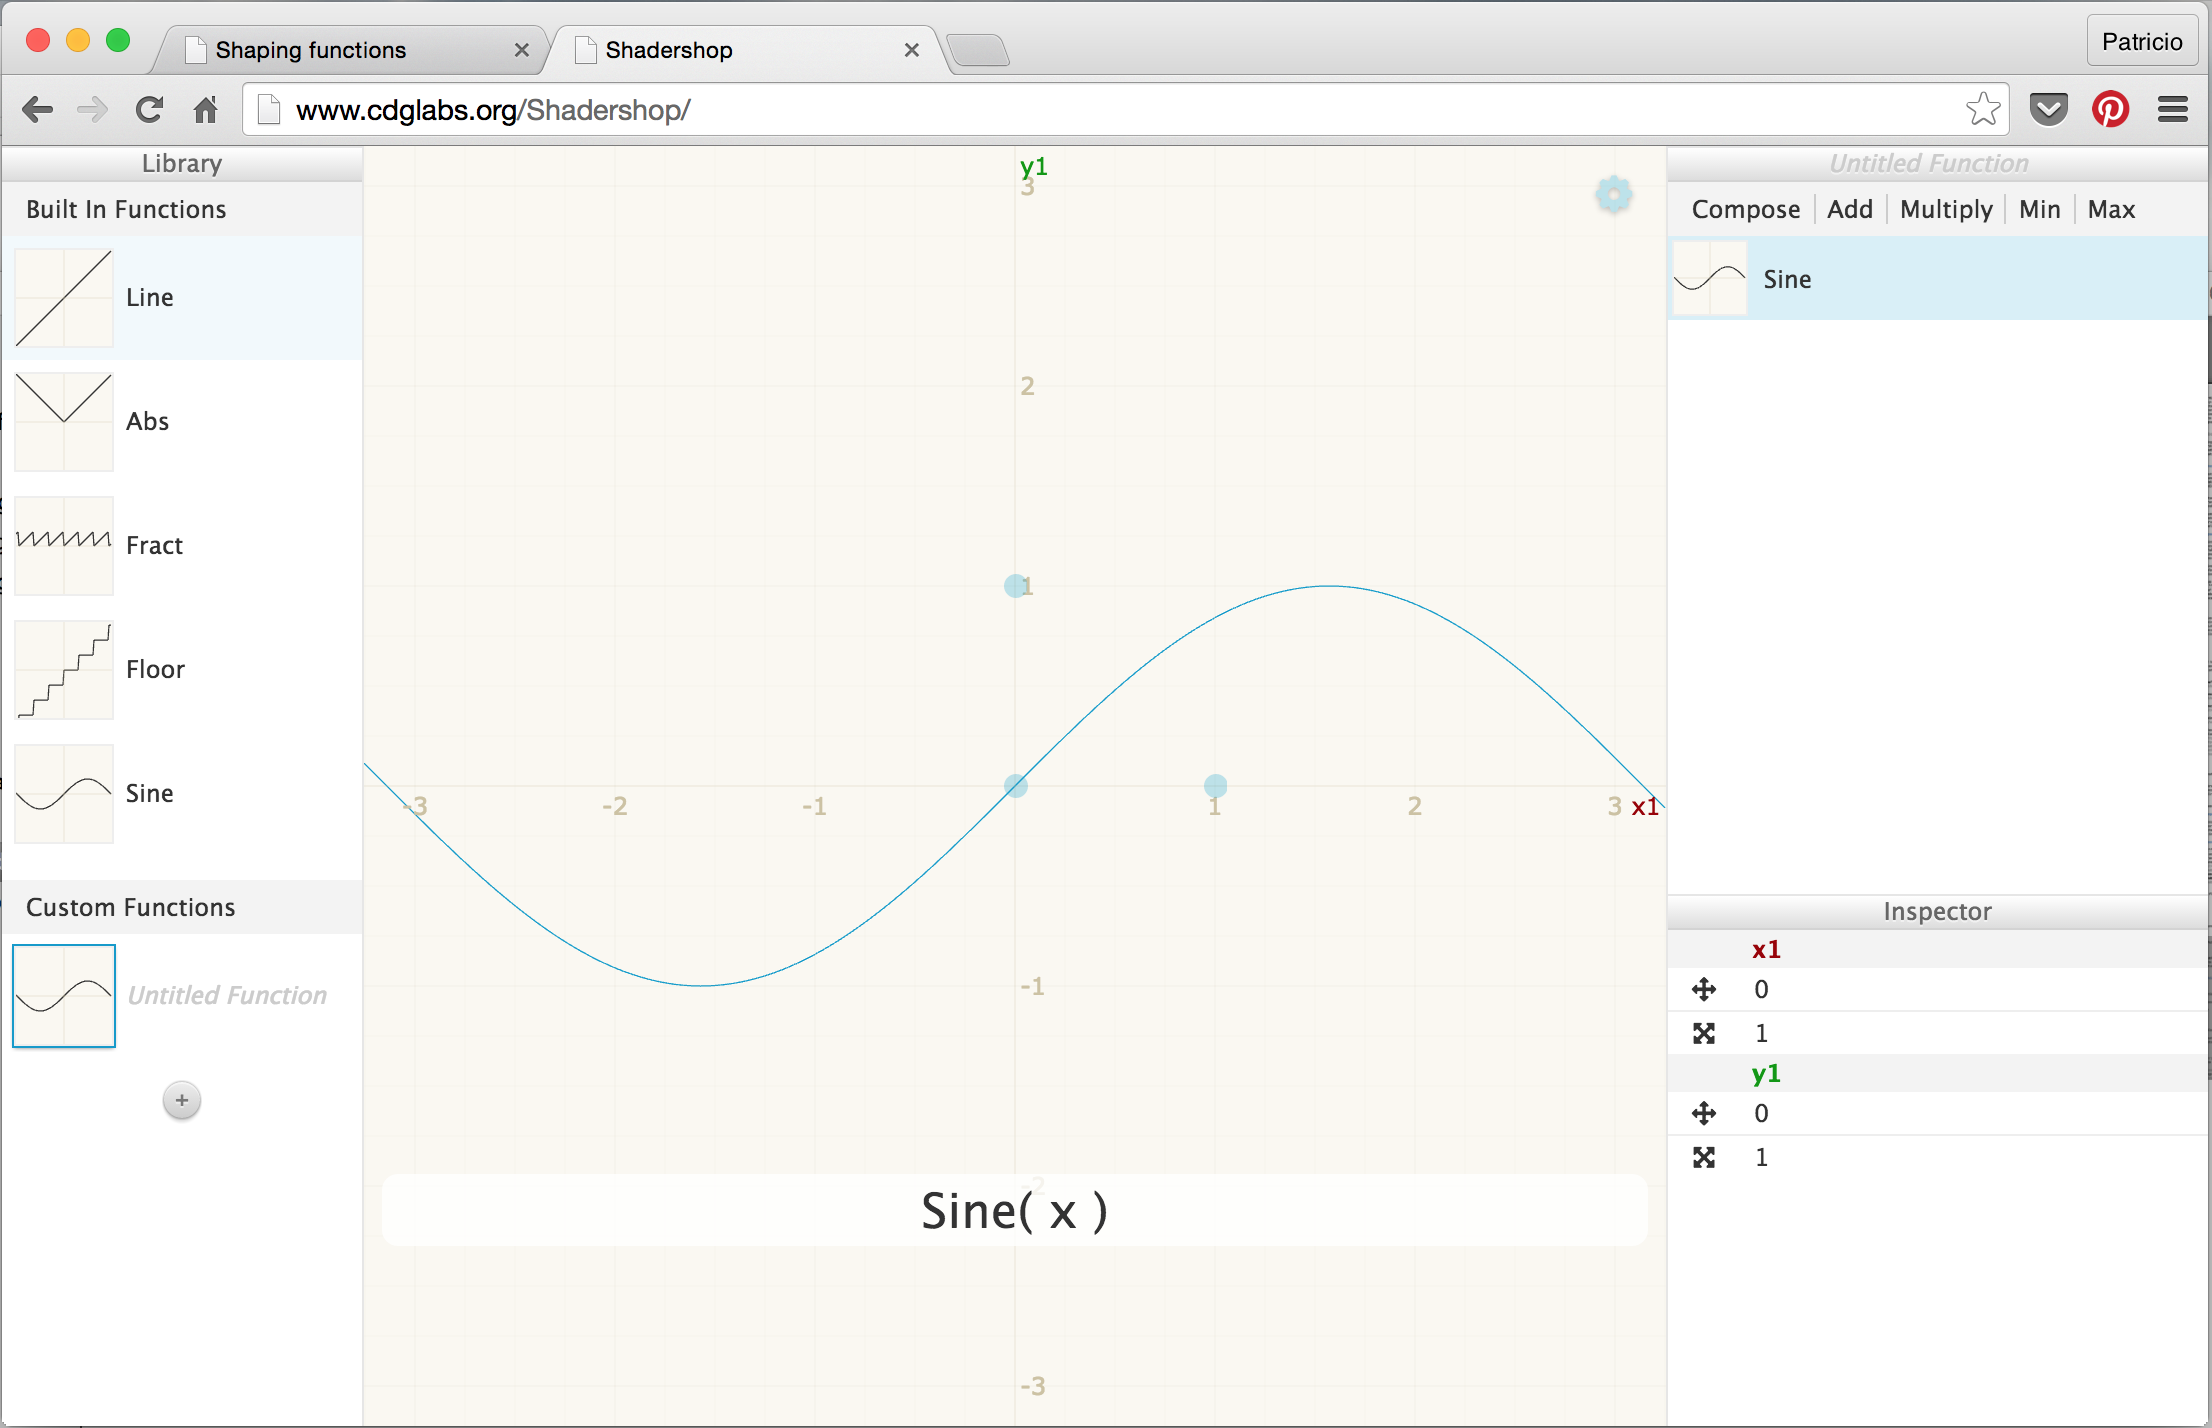 Shaping functions
Shadershop
Patricio
www.cdglabs.org/Shadershop/
Library
Built In Functions
Line
Abs
Fract
Floor
Sine
Custom Functions
Untitled Function
+
y1
3
2
1
-3 -2 -1 1 2 3 x1
-1
-2
Sine( x )
-3
Untitled Function
Compose Add Multiply Min Max
Sine
Inspector
x1
0
1
y1
0
1